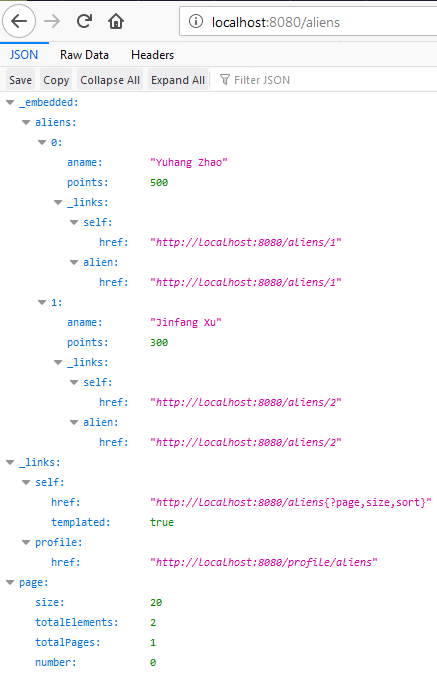 localhost:8080/aliens
JSON Raw Data Headers
Save Copy Collapse All Expand All Filter JSON
_embedded:
aliens:
0:
aname: "Yuhang Zhao"
points: 500
_links:
self:
href: "http://localhost:8080/aliens/1"
alien:
href: "http://localhost:8080/aliens/1"
1:
aname: "Jinfang Xu"
points: 300
_links:
self:
href: "http://localhost:8080/aliens/2"
alien:
href: "http://localhost:8080/aliens/2"
_links:
self:
href: "http://localhost:8080/aliens{?page,size,sort}"
templated: true
profile:
href: "http://localhost:8080/profile/aliens"
page:
size: 20
totalElements: 2
totalPages: 1
number: 0